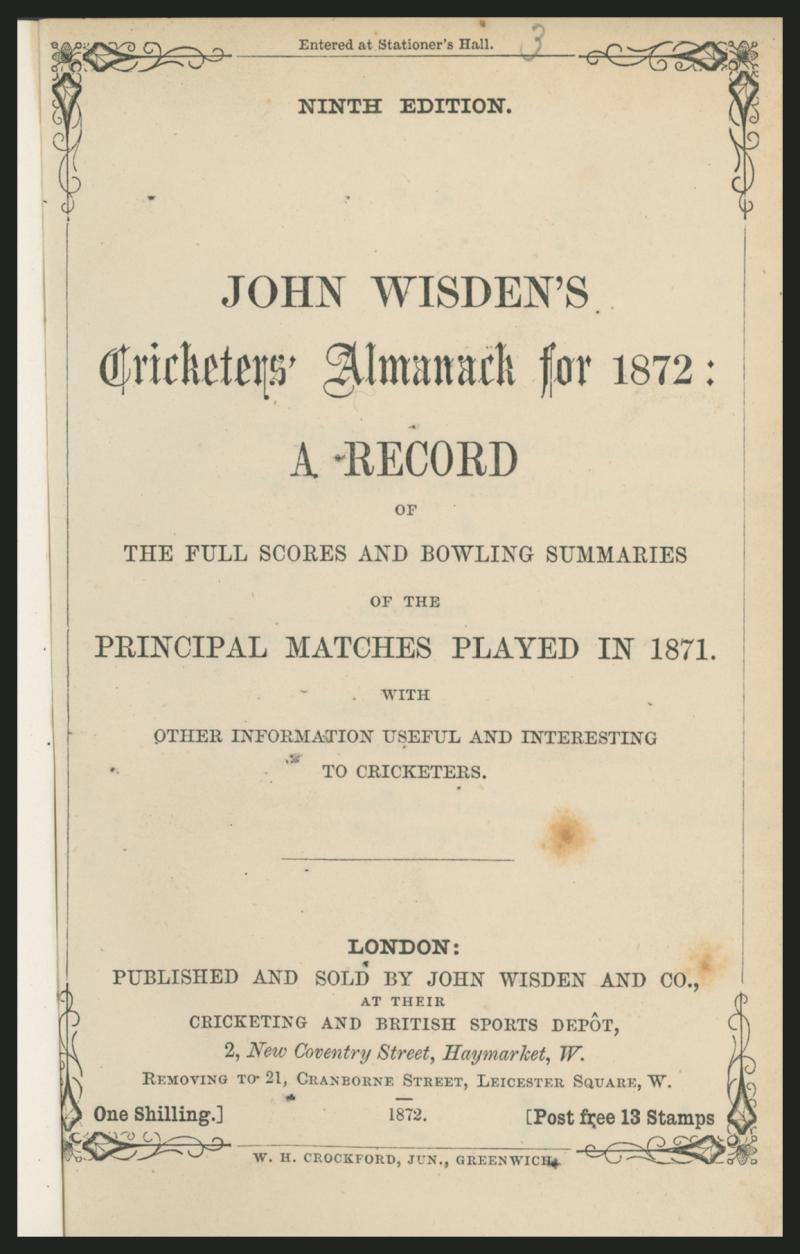 Entered at Stationer's Hall. 3
NINTH EDITION.
JOHN WISDEN'S
Cricketers' Almanack for 1872:
A RECORD
OF
THE FULL SCORES AND BOWLING SUMMARIES
OF THE
PRINCIPAL MATCHES PLAYED IN 1871.
WITH
OTHER INFORMATION USEFUL AND INTERESTING
TO CRICKETERS.
LONDON:
PUBLISHED AND SOLD BY JOHN WISDEN AND CO.,
AT THEIR
CRICKETING AND BRITISH SPORTS DEPÔT,
2, New Coventry Street, Haymarket, W.
REMOVING TO 21, CRANBORNE STREET, LEICESTER SQUARE, W.
One Shilling.] 1872. [Post free 13 Stamps
W. H. CROCKFORD, JUN., GREENWICH.